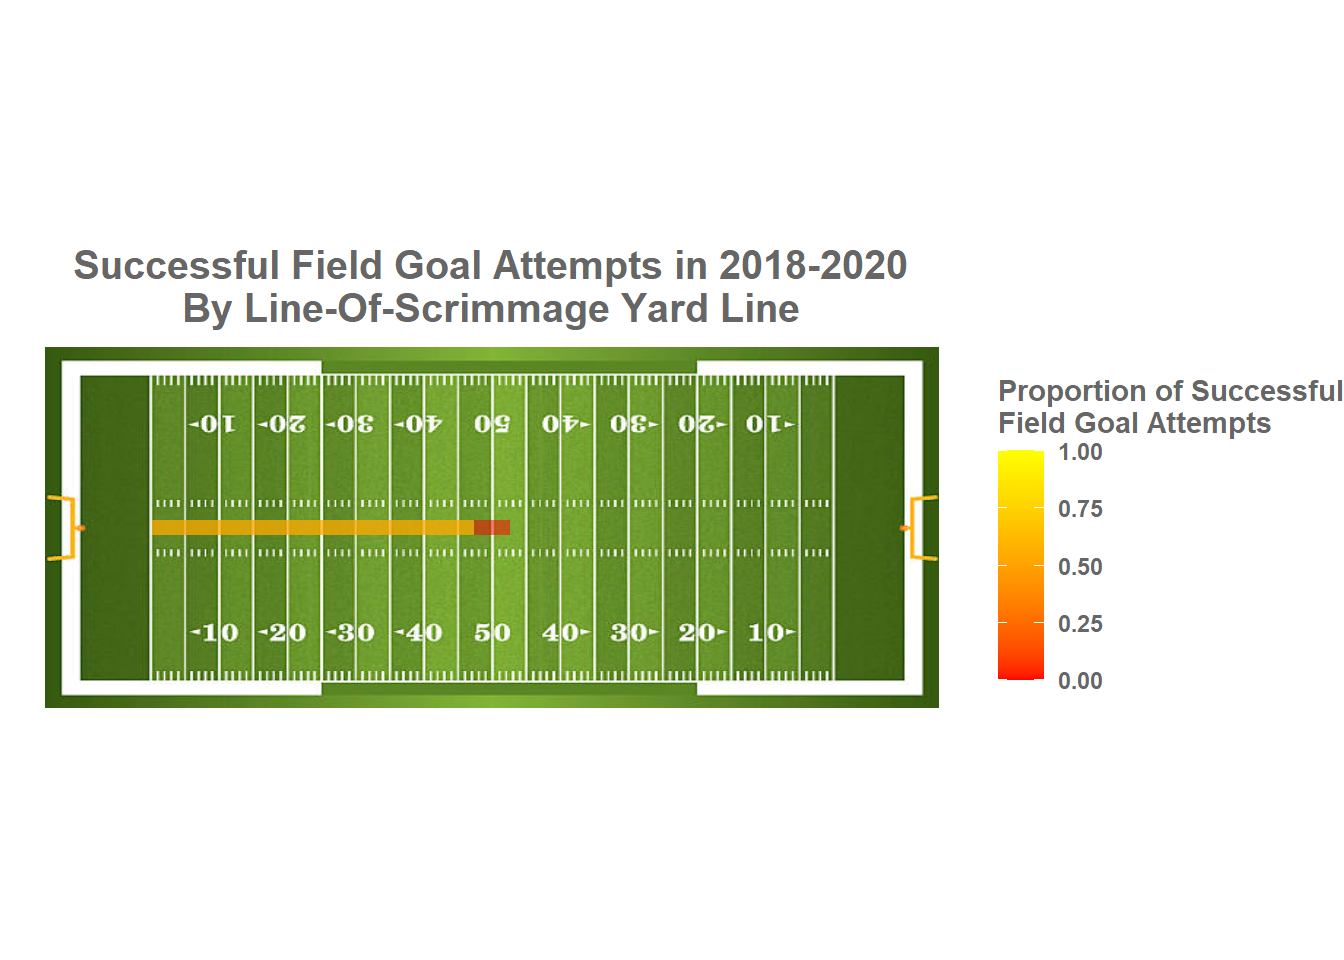 Successful Field Goal Attempts in 2018-2020
By Line-Of-Scrimmage Yard Line
10 20 30 40 50 40 30 20 10
10 20 30 40 50 40 30 20 10
Proportion of Successful
Field Goal Attempts
1.00
0.75
0.50
0.25
0.00